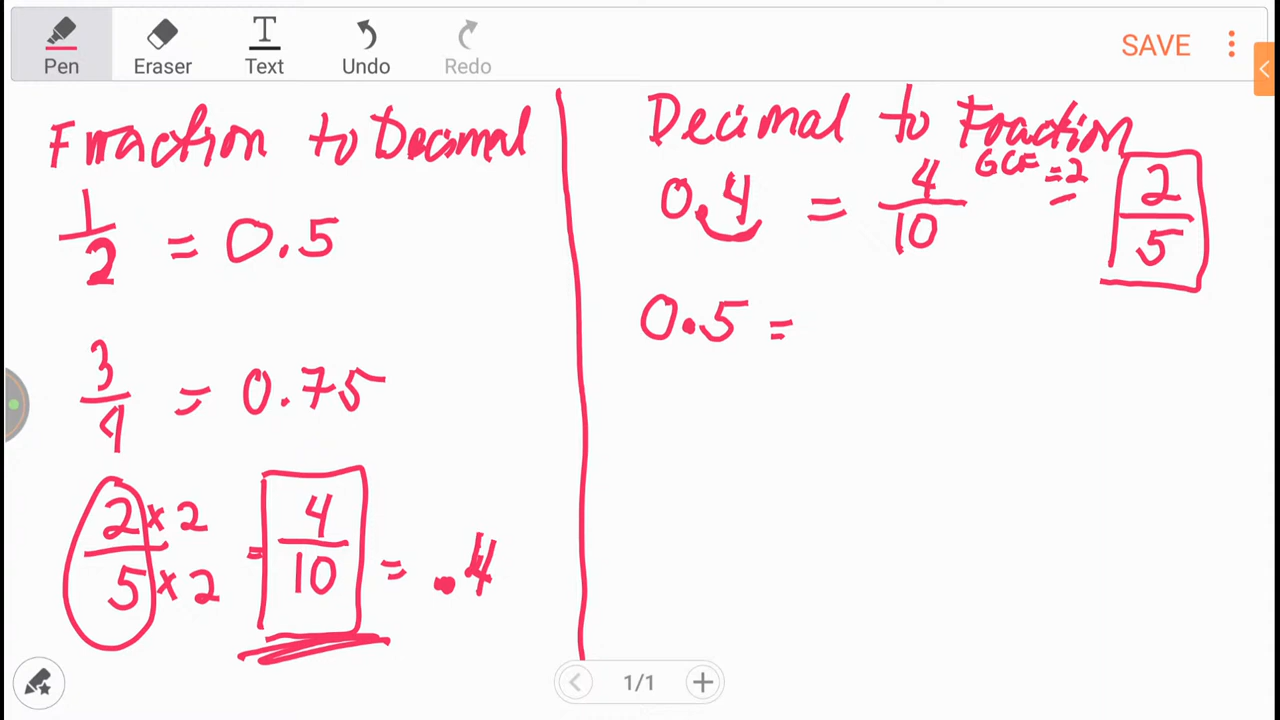 Pen Eraser Text Undo Redo SAVE
Fraction to Decimal
1/2 = 0.5
3/4 = 0.75
2/5 × 2 × 2 = 4/10 = .4
Decimal to Fraction
0.4 = 4/10 GCF = 2 = 2/5
0.5 =
1/1